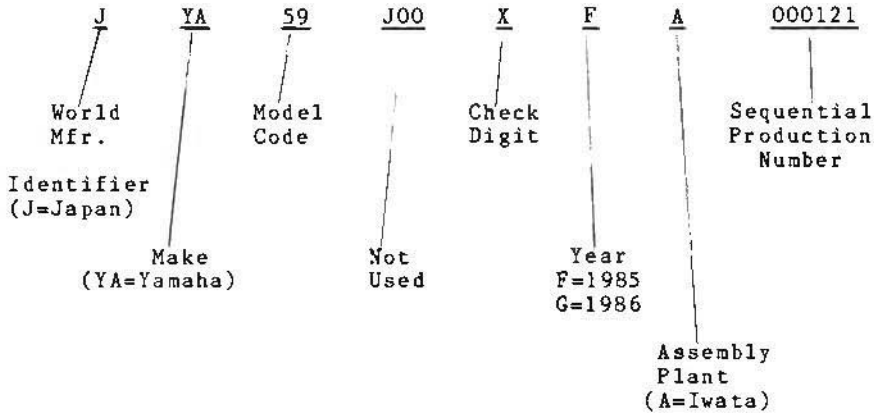 J YA 59 J00 X F A 000121
World Model Check Sequential
Mfr. Code Digit Production
Number
Identifier
(J=Japan)
Make Not Year
(YA=Yamaha) Used F=1985
G=1986
Assembly
Plant
(A=Iwata)